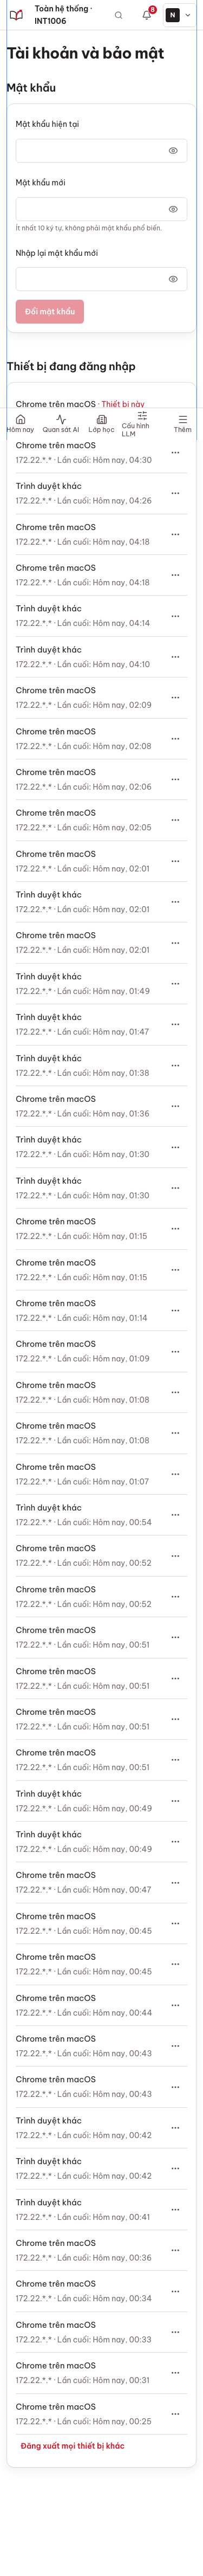 Toàn hệ thống ·
INT1006
8
N
Tài khoản và bảo mật
Mật khẩu
Mật khẩu hiện tại
Mật khẩu mới
Ít nhất 10 ký tự, không phải mật khẩu phổ biến.
Nhập lại mật khẩu mới
Đổi mật khẩu
Thiết bị đang đăng nhập
Chrome trên macOS · Thiết bị này
Hôm nay
Quan sát AI
Lớp học
Cấu hình
LLM
Thêm
Chrome trên macOS
172.22.*.* · Lần cuối: Hôm nay, 04:30
Trình duyệt khác
172.22.*.* · Lần cuối: Hôm nay, 04:26
Chrome trên macOS
172.22.*.* · Lần cuối: Hôm nay, 04:18
Chrome trên macOS
172.22.*.* · Lần cuối: Hôm nay, 04:18
Trình duyệt khác
172.22.*.* · Lần cuối: Hôm nay, 04:14
Trình duyệt khác
172.22.*.* · Lần cuối: Hôm nay, 04:10
Chrome trên macOS
172.22.*.* · Lần cuối: Hôm nay, 02:09
Chrome trên macOS
172.22.*.* · Lần cuối: Hôm nay, 02:08
Chrome trên macOS
172.22.*.* · Lần cuối: Hôm nay, 02:06
Chrome trên macOS
172.22.*.* · Lần cuối: Hôm nay, 02:05
Chrome trên macOS
172.22.*.* · Lần cuối: Hôm nay, 02:01
Trình duyệt khác
172.22.*.* · Lần cuối: Hôm nay, 02:01
Chrome trên macOS
172.22.*.* · Lần cuối: Hôm nay, 02:01
Trình duyệt khác
172.22.*.* · Lần cuối: Hôm nay, 01:49
Trình duyệt khác
172.22.*.* · Lần cuối: Hôm nay, 01:47
Trình duyệt khác
172.22.*.* · Lần cuối: Hôm nay, 01:38
Chrome trên macOS
172.22.*.* · Lần cuối: Hôm nay, 01:36
Trình duyệt khác
172.22.*.* · Lần cuối: Hôm nay, 01:30
Trình duyệt khác
172.22.*.* · Lần cuối: Hôm nay, 01:30
Chrome trên macOS
172.22.*.* · Lần cuối: Hôm nay, 01:15
Chrome trên macOS
172.22.*.* · Lần cuối: Hôm nay, 01:15
Chrome trên macOS
172.22.*.* · Lần cuối: Hôm nay, 01:14
Chrome trên macOS
172.22.*.* · Lần cuối: Hôm nay, 01:09
Chrome trên macOS
172.22.*.* · Lần cuối: Hôm nay, 01:08
Chrome trên macOS
172.22.*.* · Lần cuối: Hôm nay, 01:08
Chrome trên macOS
172.22.*.* · Lần cuối: Hôm nay, 01:07
Trình duyệt khác
172.22.*.* · Lần cuối: Hôm nay, 00:54
Chrome trên macOS
172.22.*.* · Lần cuối: Hôm nay, 00:52
Chrome trên macOS
172.22.*.* · Lần cuối: Hôm nay, 00:52
Chrome trên macOS
172.22.*.* · Lần cuối: Hôm nay, 00:51
Chrome trên macOS
172.22.*.* · Lần cuối: Hôm nay, 00:51
Chrome trên macOS
172.22.*.* · Lần cuối: Hôm nay, 00:51
Chrome trên macOS
172.22.*.* · Lần cuối: Hôm nay, 00:51
Trình duyệt khác
172.22.*.* · Lần cuối: Hôm nay, 00:49
Trình duyệt khác
172.22.*.* · Lần cuối: Hôm nay, 00:49
Chrome trên macOS
172.22.*.* · Lần cuối: Hôm nay, 00:47
Chrome trên macOS
172.22.*.* · Lần cuối: Hôm nay, 00:45
Chrome trên macOS
172.22.*.* · Lần cuối: Hôm nay, 00:45
Chrome trên macOS
172.22.*.* · Lần cuối: Hôm nay, 00:44
Chrome trên macOS
172.22.*.* · Lần cuối: Hôm nay, 00:43
Chrome trên macOS
172.22.*.* · Lần cuối: Hôm nay, 00:43
Trình duyệt khác
172.22.*.* · Lần cuối: Hôm nay, 00:42
Trình duyệt khác
172.22.*.* · Lần cuối: Hôm nay, 00:42
Trình duyệt khác
172.22.*.* · Lần cuối: Hôm nay, 00:41
Chrome trên macOS
172.22.*.* · Lần cuối: Hôm nay, 00:36
Chrome trên macOS
172.22.*.* · Lần cuối: Hôm nay, 00:34
Chrome trên macOS
172.22.*.* · Lần cuối: Hôm nay, 00:33
Chrome trên macOS
172.22.*.* · Lần cuối: Hôm nay, 00:31
Chrome trên macOS
172.22.*.* · Lần cuối: Hôm nay, 00:25
Đăng xuất mọi thiết bị khác